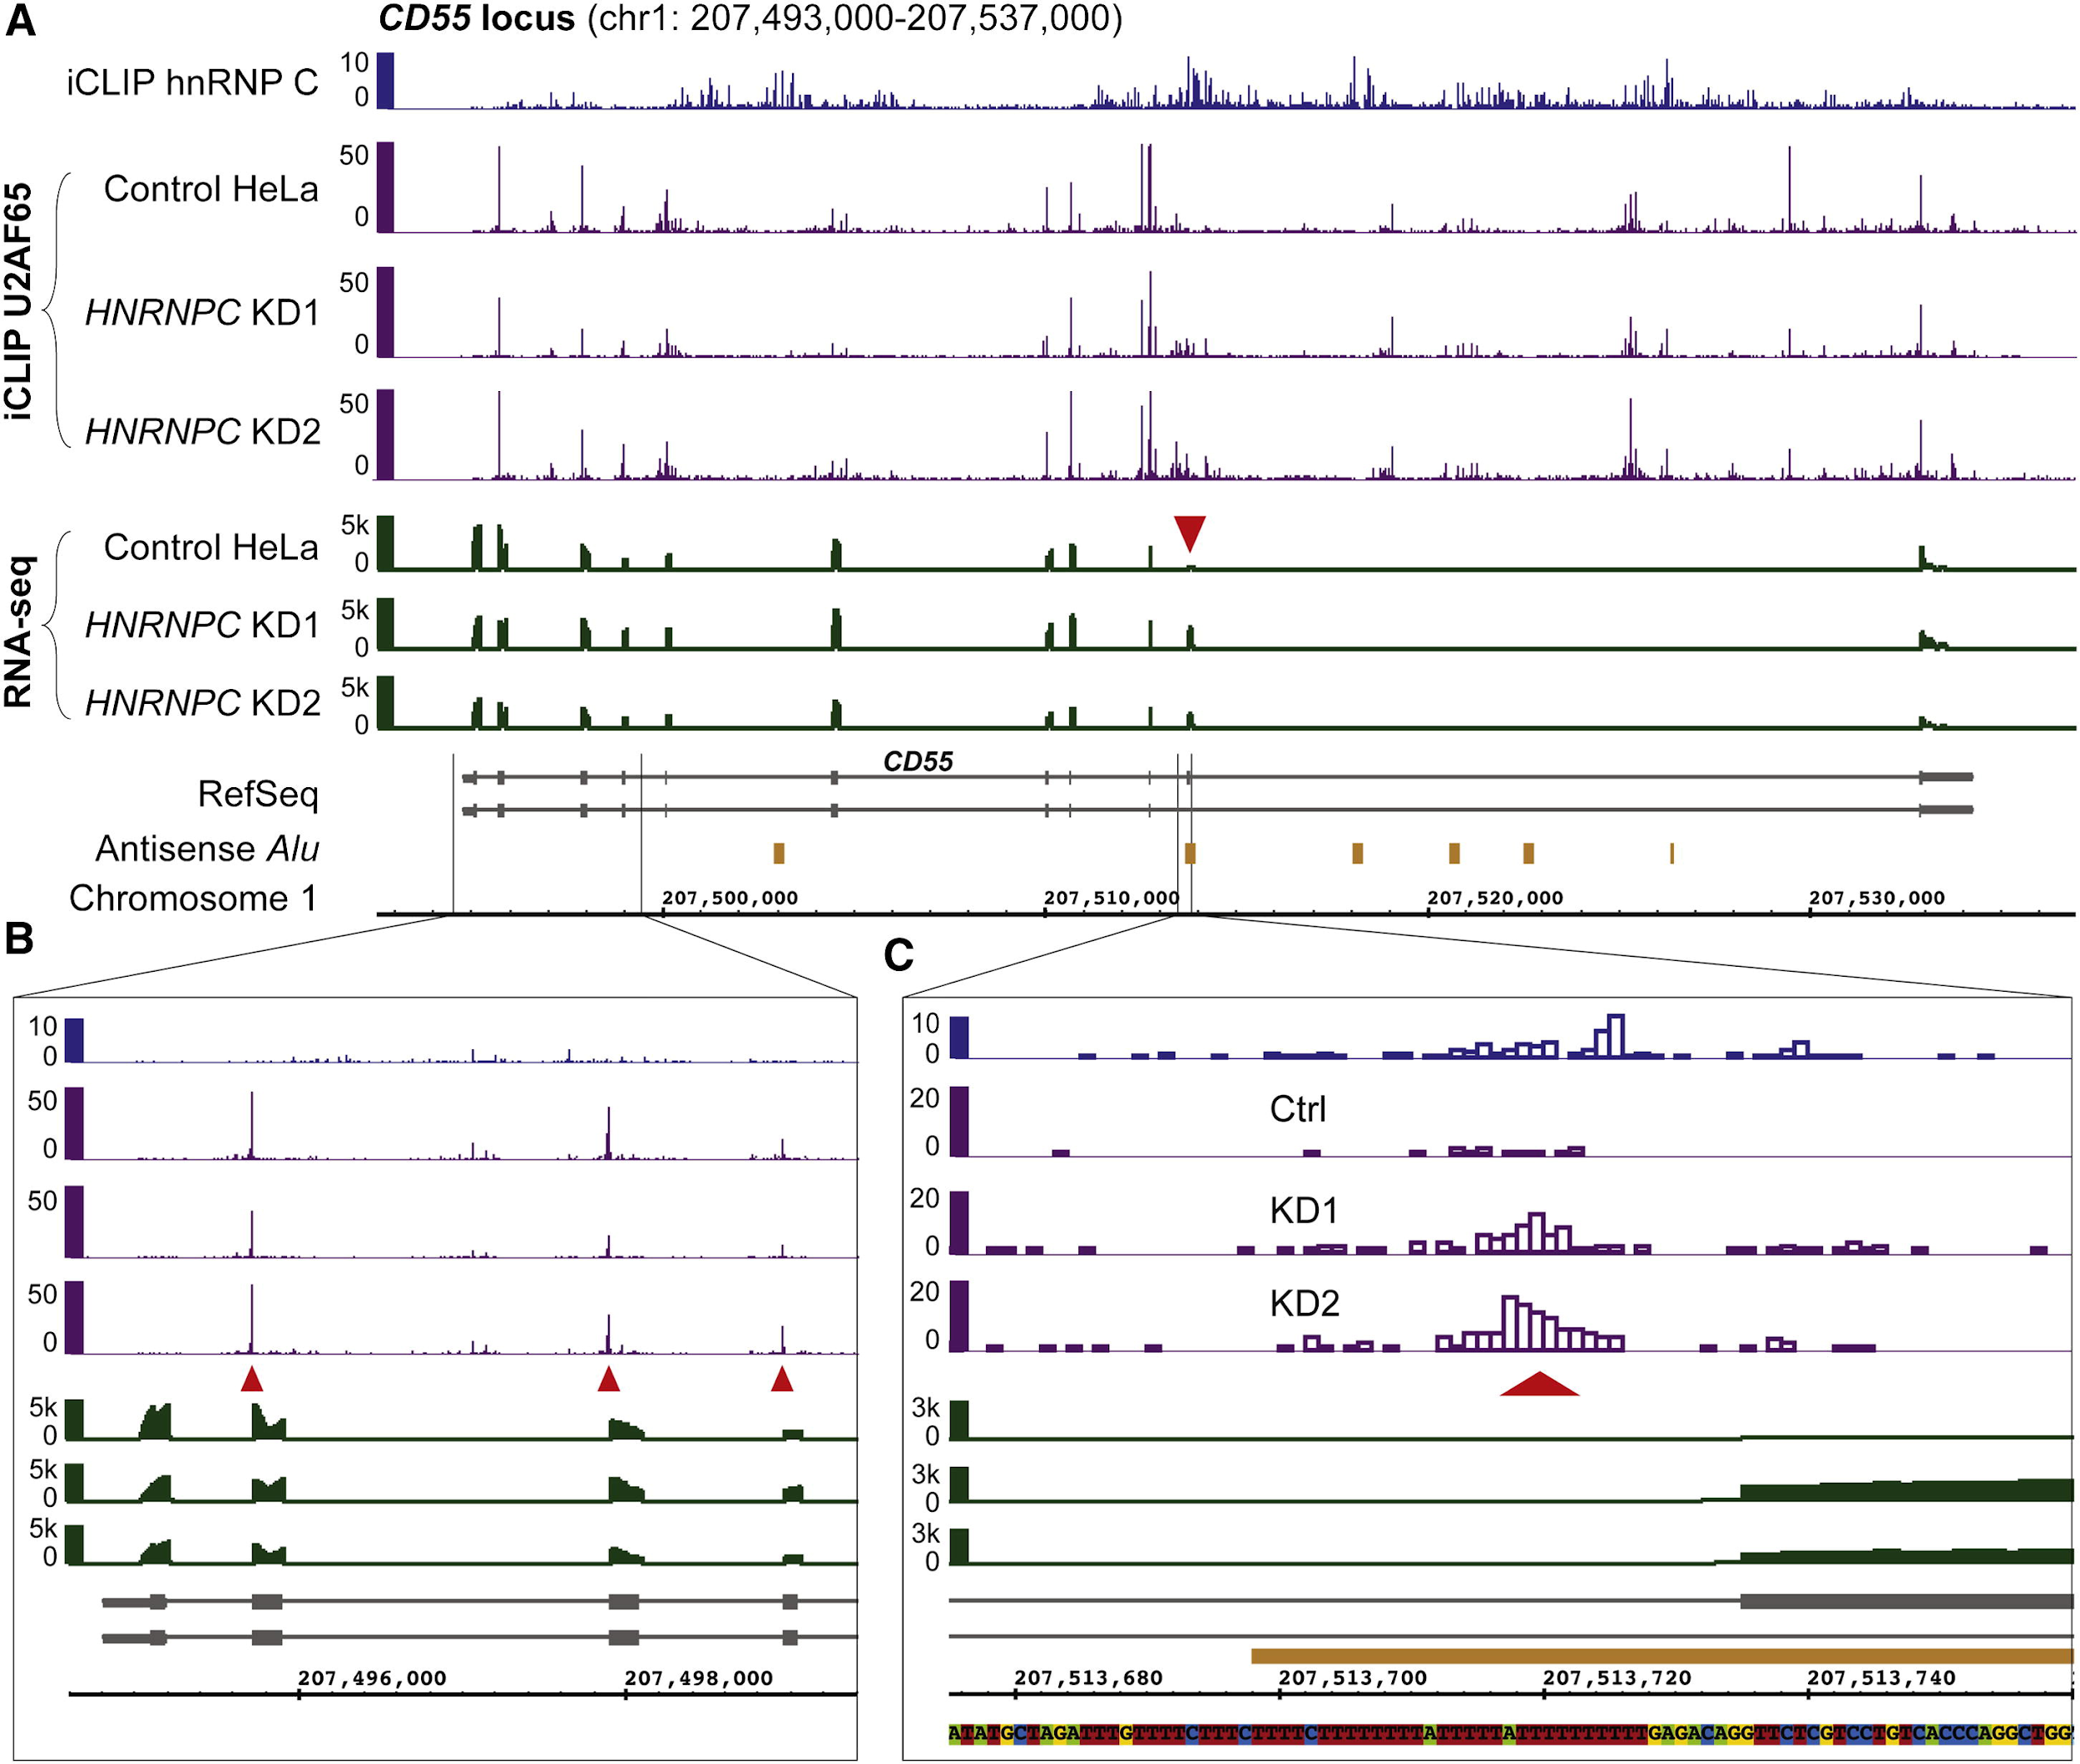 A
CD55 locus (chr1: 207,493,000-207,537,000)
iCLIP hnRNP C
10
0
iCLIP U2AF65
Control HeLa
50
0
HNRNPC KD1
50
0
HNRNPC KD2
50
0
RNA-seq
Control HeLa
5k
0
HNRNPC KD1
5k
0
HNRNPC KD2
5k
0
CD55
RefSeq
Antisense Alu
Chromosome 1
207,500,000 207,510,000 207,520,000 207,530,000
B
10
0
50
0
50
0
50
0
5k
0
5k
0
5k
0
207,496,000 207,498,000
C
10
0
20
0
Ctrl
20
0
KD1
20
0
KD2
3k
0
3k
0
3k
0
207,513,680 207,513,700 207,513,720 207,513,740
ATATGCTAGATTTGTTTTCTTTCTTTTCTTTTTTTTATTTTTATTTTTTTTTTGAGACAGGTTCTCGTCCTGTCACCCAGGCTGG